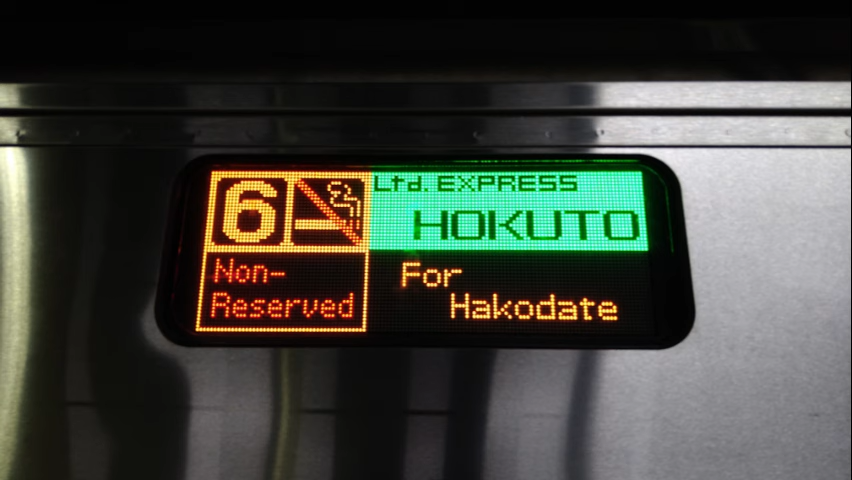 6
Ltd. EXPRESS
HOKUTO
Non-
Reserved
For
Hakodate